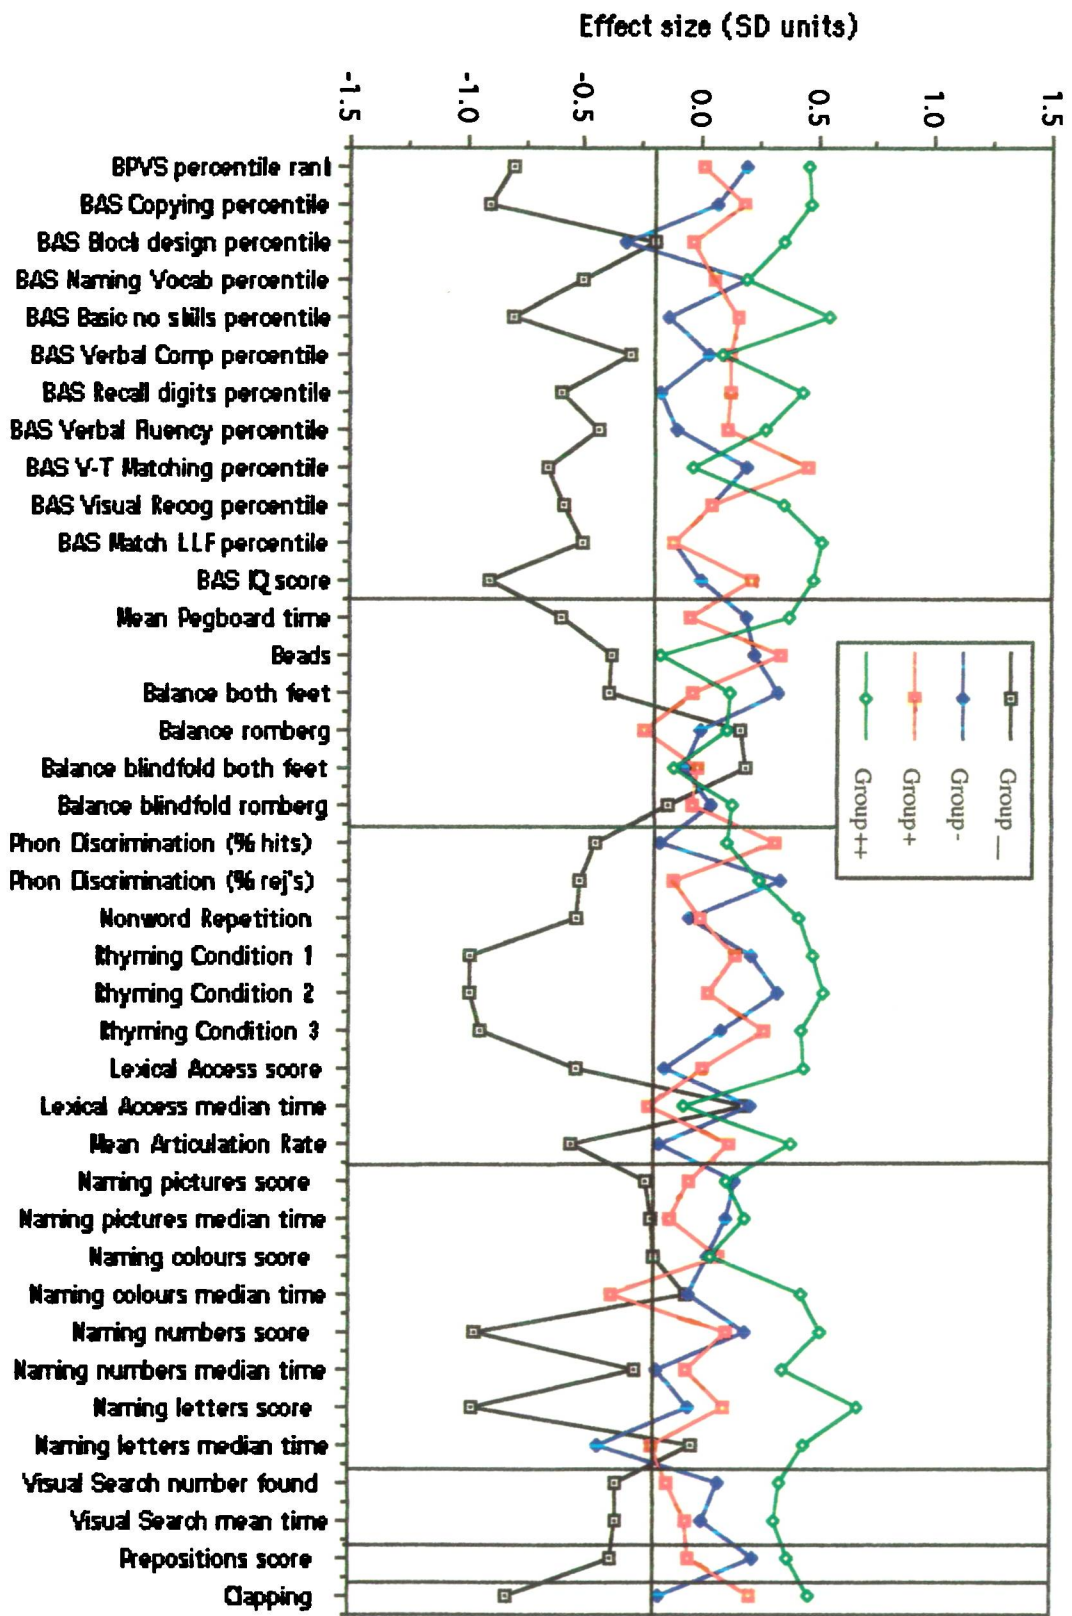 Effect size (SD units)
-1.5
-1.0
-0.5
0.0
0.5
1.0
1.5
BPVS percentile rank
BAS Copying percentile
BAS Block design percentile
BAS Naming Vocab percentile
BAS Basic no skills percentile
BAS Verbal Comp percentile
BAS Recall digits percentile
BAS Verbal Fluency percentile
BAS V-T Matching percentile
BAS Visual Recog percentile
BAS Match LLF percentile
BAS IQ score
Mean Pegboard time
Beads
Balance both feet
Balance romberg
Balance blindfold both feet
Balance blindfold romberg
Phon Discrimination (% hits)
Phon Discrimination (% rej's)
Nonword Repetition
Rhyming Condition 1
Rhyming Condition 2
Rhyming Condition 3
Lexical Access score
Lexical Access median time
Mean Articulation Rate
Naming pictures score
Naming pictures median time
Naming colours score
Naming colours median time
Naming numbers score
Naming numbers median time
Naming letters score
Naming letters median time
Visual Search number found
Visual Search mean time
Prepositions score
Clapping
Group —
Group-
Group+
Group++